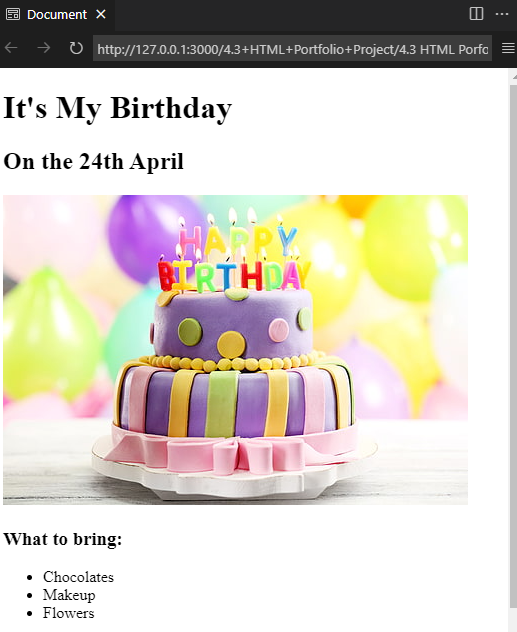 Document
http://127.0.0.1:3000/4.3+HTML+Portfolio+Project/4.3 HTML Porfo
It's My Birthday
On the 24th April
HAPPY
BIRTHDAY
What to bring:
Chocolates
Makeup
Flowers